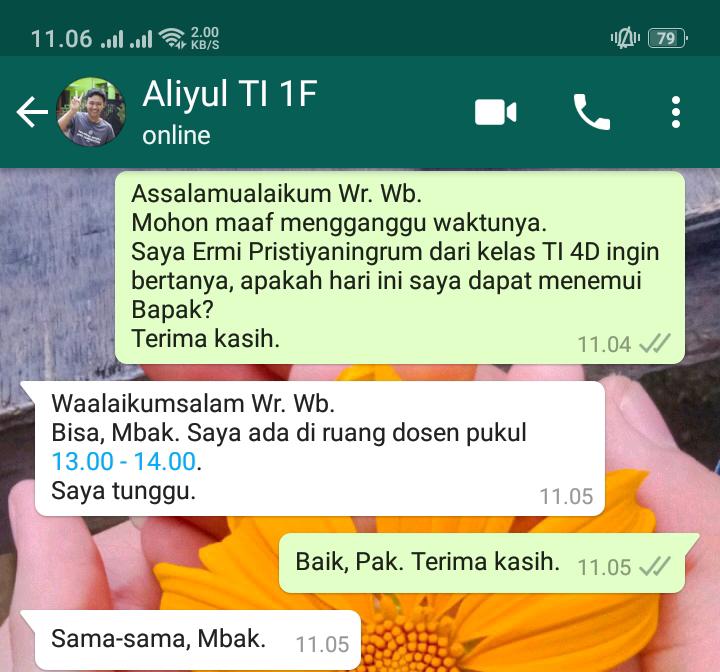 11.06 2.00 KB/S 79
Aliyul TI 1F
online
Assalamualaikum Wr. Wb.
Mohon maaf mengganggu waktunya.
Saya Ermi Pristiyaningrum dari kelas TI 4D ingin
bertanya, apakah hari ini saya dapat menemui
Bapak?
Terima kasih. 11.04
Waalaikumsalam Wr. Wb.
Bisa, Mbak. Saya ada di ruang dosen pukul
13.00 - 14.00.
Saya tunggu. 11.05
Baik, Pak. Terima kasih. 11.05
Sama-sama, Mbak. 11.05